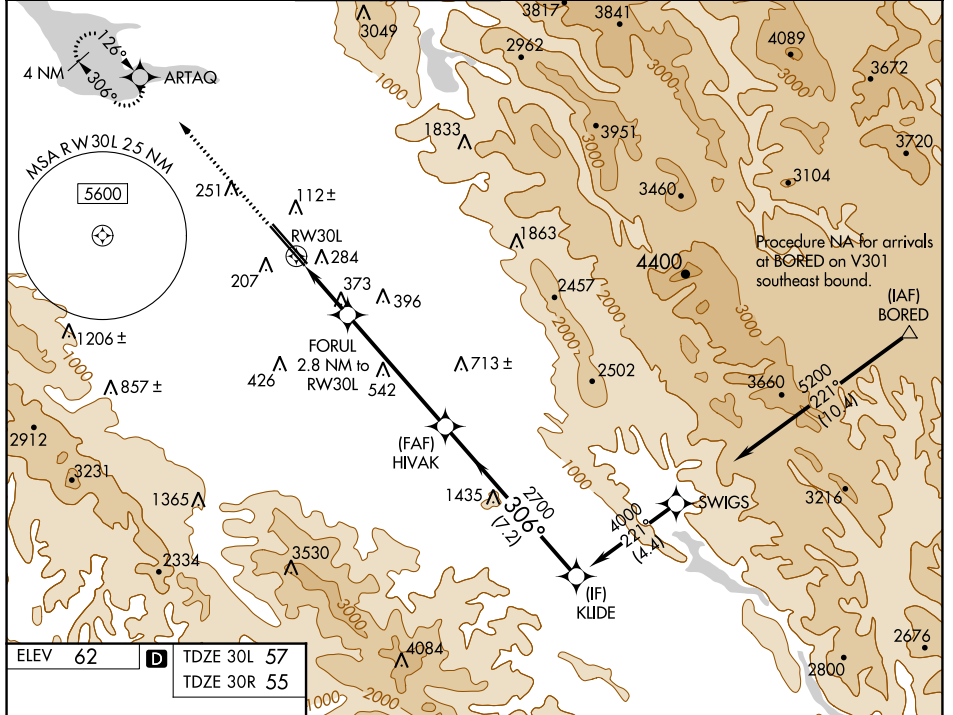 3817
3841
3049
2962
4089
126°
4 NM
306°
ARTAQ
3000
3672
1000
1833
3951
3720
MSA RW30L 25 NM
5600
251
112 ±
3460
3104
3000
3000
RW30L
284
207
1863
Procedure NA for arrivals
at BORED on V301
southeast bound.
4400
373
396
2457
(IAF)
BORED
1206 ±
FORUL
2.8 NM to
RW30L
426
542
713 ±
2000
3000
2502
5200
221°
(10.4)
3660
1000
857 ±
2912
(FAF)
HIVAK
3231
1365
1435
2700
306°
(7.2)
1000
4000
221°
(4.4)
SWIGS
3216
2334
3530
(IF)
KLIDE
3000
4084
2676
2800
ELEV 62
D
TDZE 30L 57
TDZE 30R 55
1000
2000
1000